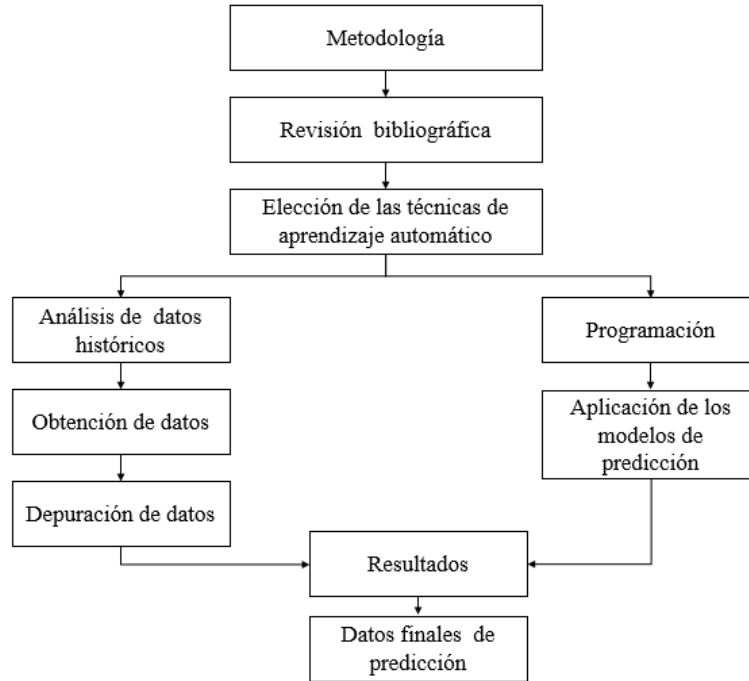 Metodología
Revisión bibliográfica
Elección de las técnicas de
aprendizaje automático
Análisis de datos
históricos
Obtención de datos
Depuración de datos
Programación
Aplicación de los
modelos de
predicción
Resultados
Datos finales de
predicción